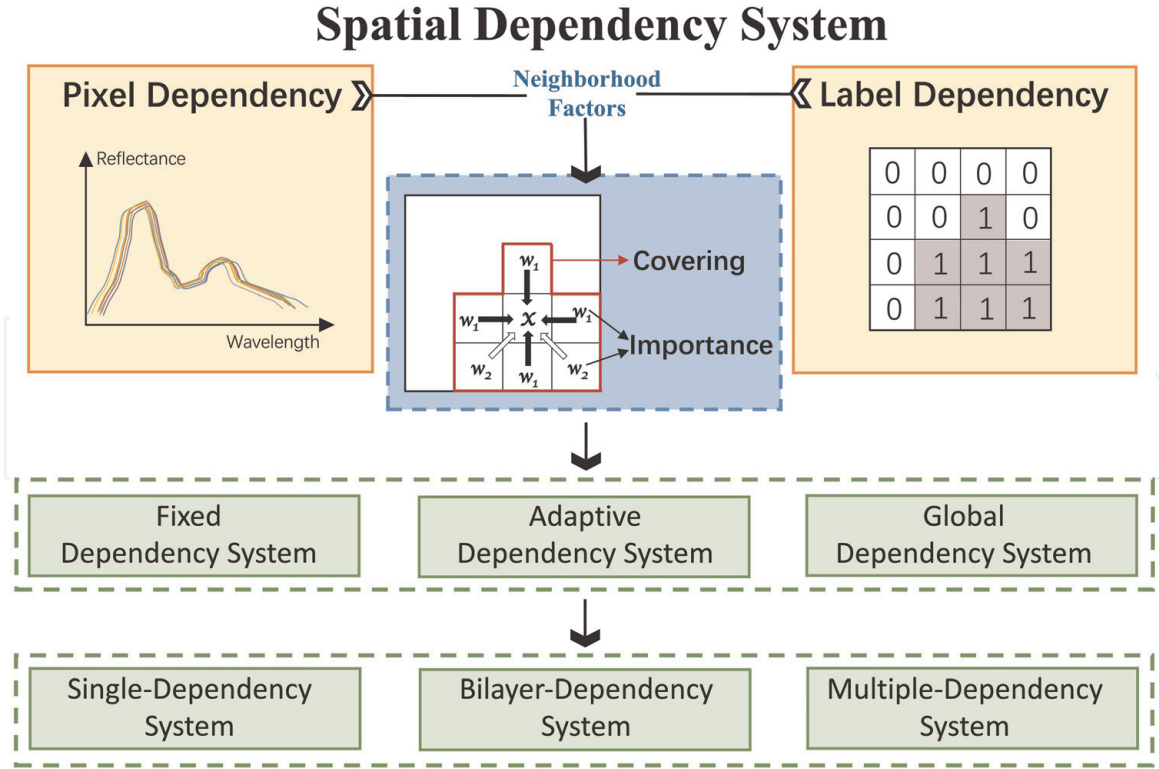 Spatial Dependency System
Pixel Dependency
Neighborhood
Factors
Label Dependency
Reflectance
Wavelength
w₁
Covering
w₁
x
w₁
Importance
w₂
w₁
w₂
0 0 0 0
0 0 1 0
0 1 1 1
0 1 1 1
Fixed
Dependency System
Adaptive
Dependency System
Global
Dependency System
Single-Dependency
System
Bilayer-Dependency
System
Multiple-Dependency
System